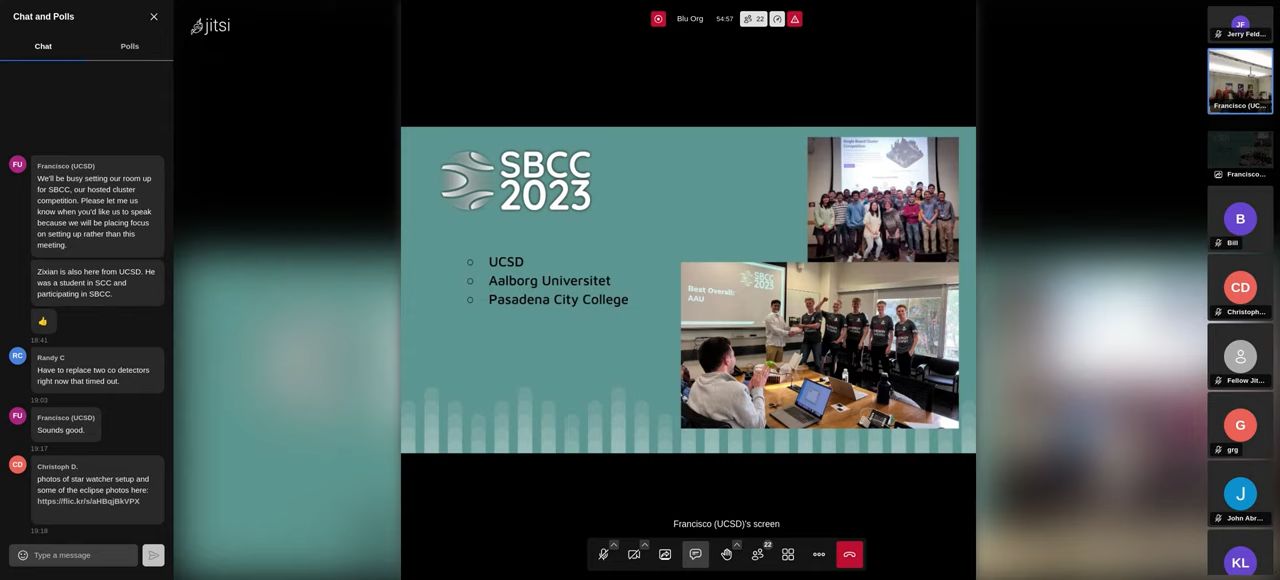 Chat and Polls
Chat
Polls
FU
Francisco (UCSD)
We'll be busy setting our room up
for SBCC, our hosted cluster
competition. Please let me us
know when you'd like us to speak
because we will be placing focus
on setting up rather than this
meeting.
Zixian is also here from UCSD. He
was a student in SCC and
participating in SBCC.
18:41
RC
Randy C
Have to replace two co detectors
right now that timed out.
19:03
FU
Francisco (UCSD)
Sounds good.
19:17
CD
Christoph D.
photos of star watcher setup and
some of the eclipse photos here:
https://flic.kr/s/aHBqjBkVPX
19:18
Type a message
jitsi
Blu Org
54:57
22
SBCC
2023
UCSD
Aalborg Universitet
Pasadena City College
Single Board Cluster
Competition
Best Overall:
AAU
SBCC
2023
Francisco (UCSD)'s screen
22
JF
Jerry Feld...
Francisco (UC...
Francisco...
B
Bill
CD
Christoph...
Fellow Jit...
G
grg
J
John Abr...
KL